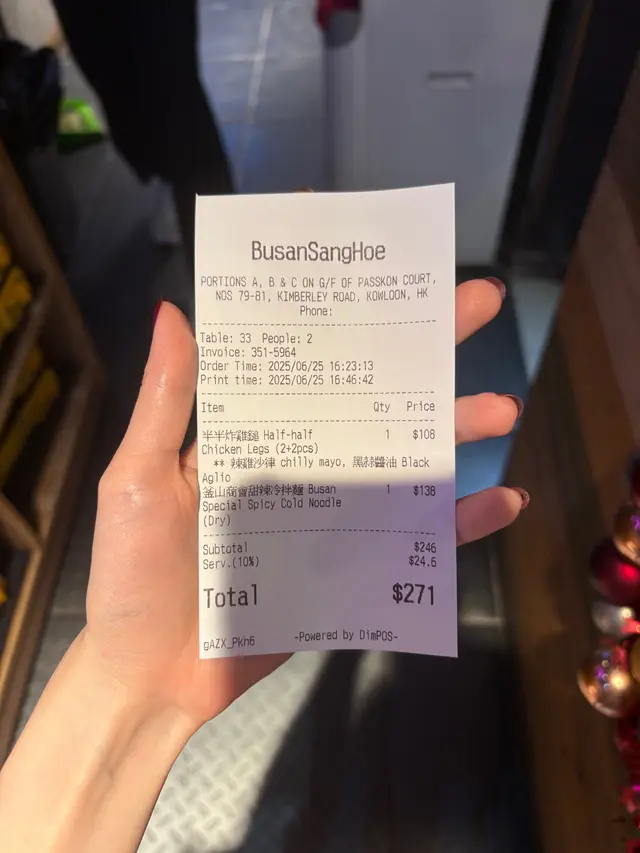 BusanSangHoe
PORTIONS A, B & C ON G/F OF PASSKON COURT,
NOS 79-81, KIMBERLEY ROAD, KOWLOON, HK
Phone:
Table: 33 People: 2
Invoice: 351-5964
Order Time: 2025/06/25 16:23:13
Print time: 2025/06/25 16:46:42
Item Qty Price
半半炸雞髀 Half-half 1 $108
Chicken Legs (2+2pcs)
** 辣雞沙律 chilly mayo, 黑蒜醬油 Black
Aglio
釜山商會甜辣冷拌麵 Busan 1 $138
Special Spicy Cold Noodle
(Dry)
Subtotal $246
Serv.(10%) $24.6
Total $271
gAZX_Pkh6 -Powered by DimPOS-